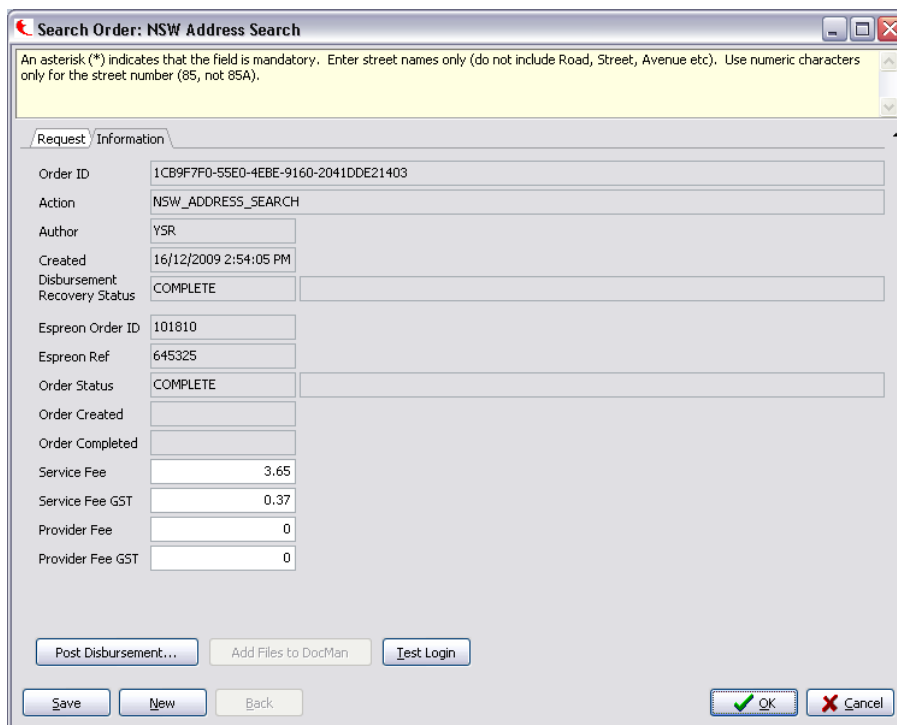 Search Order: NSW Address Search
An asterisk (*) indicates that the field is mandatory. Enter street names only (do not include Road, Street, Avenue etc). Use numeric characters
only for the street number (85, not 85A).
Request Information
Order ID 1CB9F7F0-55E0-4EBE-9160-2041DDE21403
Action NSW_ADDRESS_SEARCH
Author YSR
Created 16/12/2009 2:54:05 PM
Disbursement
Recovery Status COMPLETE
Espreon Order ID 101810
Espreon Ref 645325
Order Status COMPLETE
Order Created
Order Completed
Service Fee 3.65
Service Fee GST 0.37
Provider Fee 0
Provider Fee GST 0
Post Disbursement... Add Files to DocMan Test Login
Save New Back OK Cancel